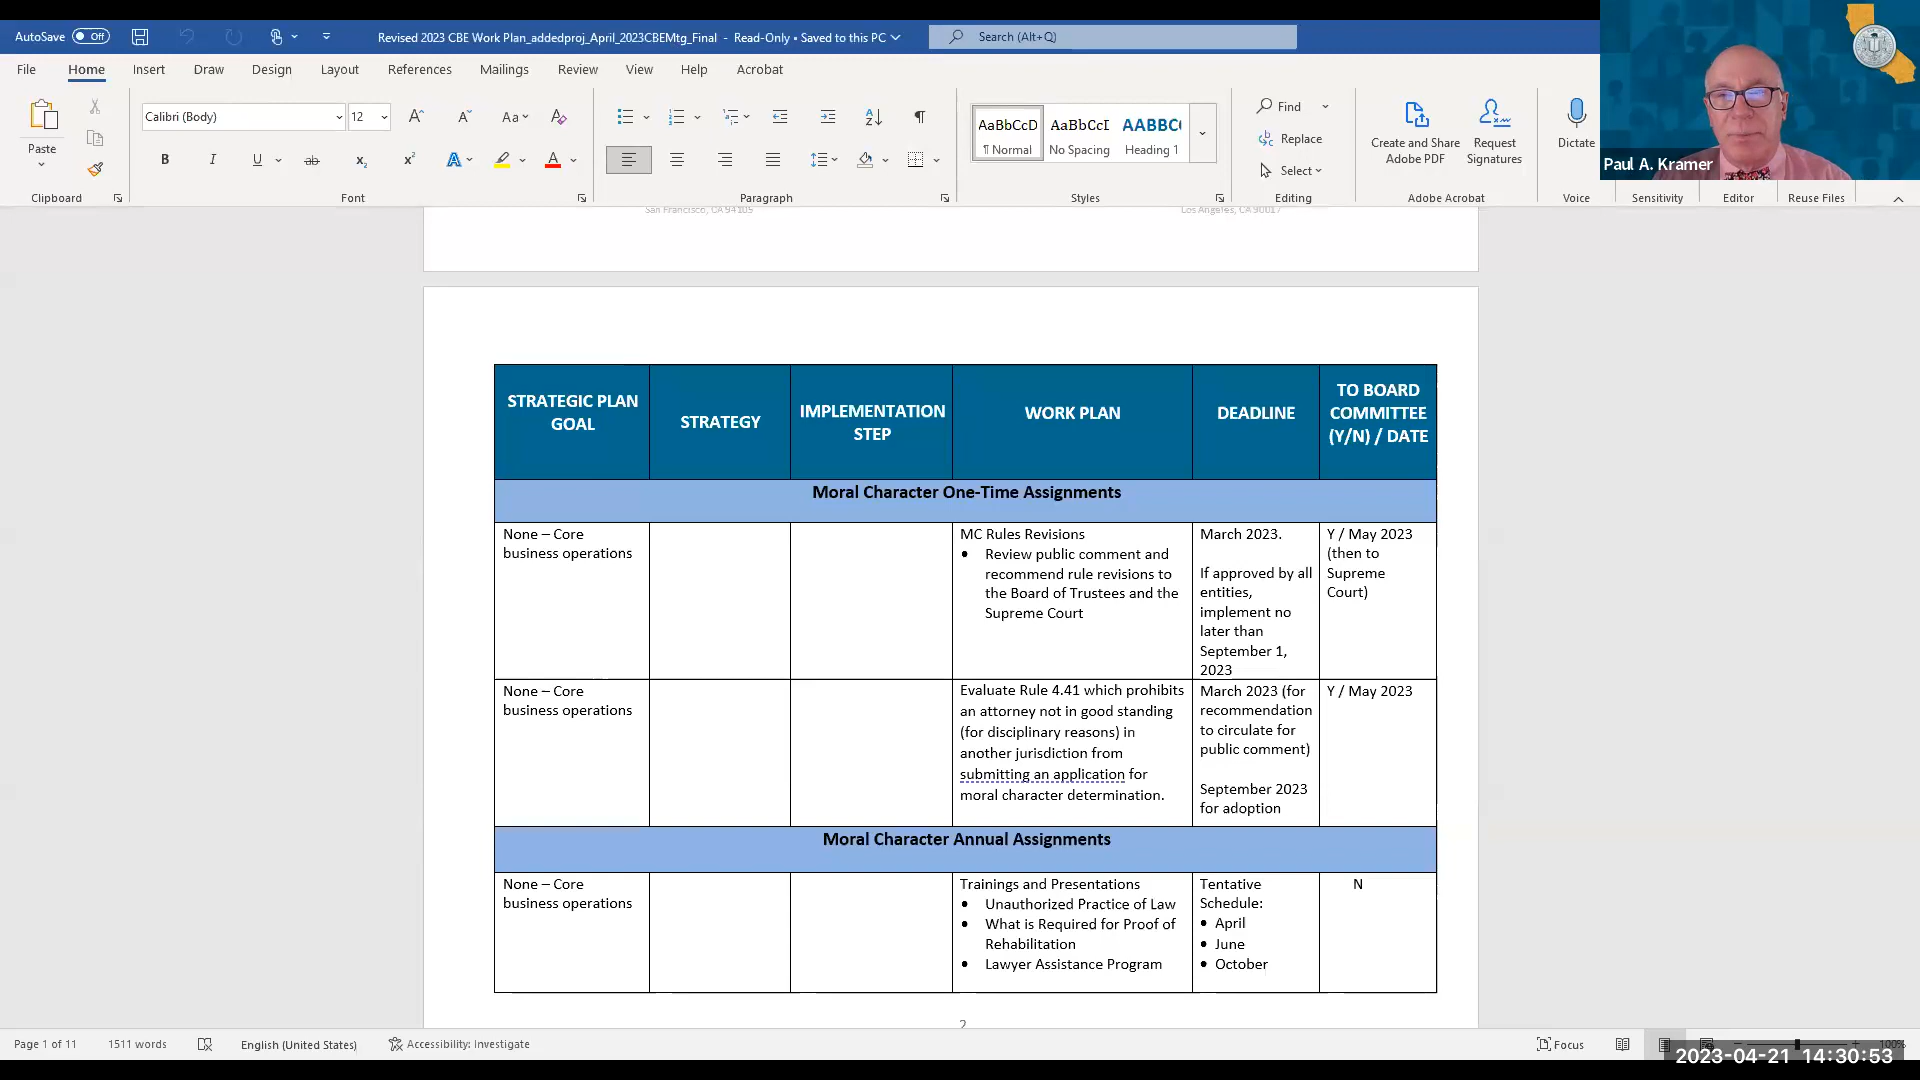 AutoSave Off Revised 2023 CBE Work Plan_addedproj_April_2023CBEMtg_Final - Read-Only • Saved to this PC Search (Alt+Q)
File Home Insert Draw Design Layout References Mailings Review View Help Acrobat
Paste
Clipboard
Calibri (Body) 12
Font
Paragraph
AaBbCcD AaBbCcI AABBC
¶ Normal No Spacing Heading 1
Styles
Find
Replace
Select
Editing
Create and Share
Adobe PDF
Request
Signatures
Adobe Acrobat
Dictate
Voice
Sensitivity
Editor
Reuse Files
Paul A. Kramer
San Francisco, CA 94105 Los Angeles, CA 90017
STRATEGIC PLAN
GOAL
STRATEGY
IMPLEMENTATION
STEP
WORK PLAN
DEADLINE
TO BOARD
COMMITTEE
(Y/N) / DATE
Moral Character One-Time Assignments
None – Core
business operations
MC Rules Revisions
• Review public comment and
recommend rule revisions to
the Board of Trustees and the
Supreme Court
March 2023.
If approved by all
entities,
implement no
later than
September 1,
2023
Y / May 2023
(then to
Supreme
Court)
None – Core
business operations
Evaluate Rule 4.41 which prohibits
an attorney not in good standing
(for disciplinary reasons) in
another jurisdiction from
submitting an application for
moral character determination.
March 2023 (for
recommendation
to circulate for
public comment)
September 2023
for adoption
Y / May 2023
Moral Character Annual Assignments
None – Core
business operations
Trainings and Presentations
• Unauthorized Practice of Law
• What is Required for Proof of
Rehabilitation
• Lawyer Assistance Program
Tentative
Schedule:
• April
• June
• October
N
2
Page 1 of 11 1511 words English (United States) Accessibility: Investigate Focus 100%
2023-04-21 14:30:53